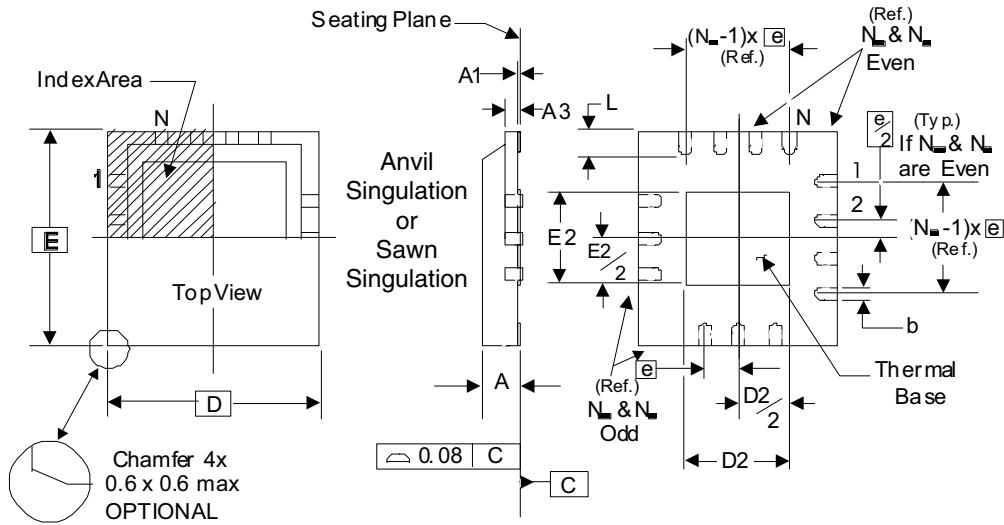 Seating Plane
(Ref.)
(N -1)x e
(Ref.)
N & N
Even
Index Area
A1
A3
L
N
N
e/2
(Typ.)
If N & N
are Even
1
1
2
Anvil
Singulation
or
Sawn
Singulation
E
E2
E2/2
(N -1)x e
(Ref.)
Top View
b
A
e
(Ref.)
N & N
Odd
D2/2
Thermal
Base
D
D2
Chamfer 4x
0.6 x 0.6 max
OPTIONAL
0.08 C
C